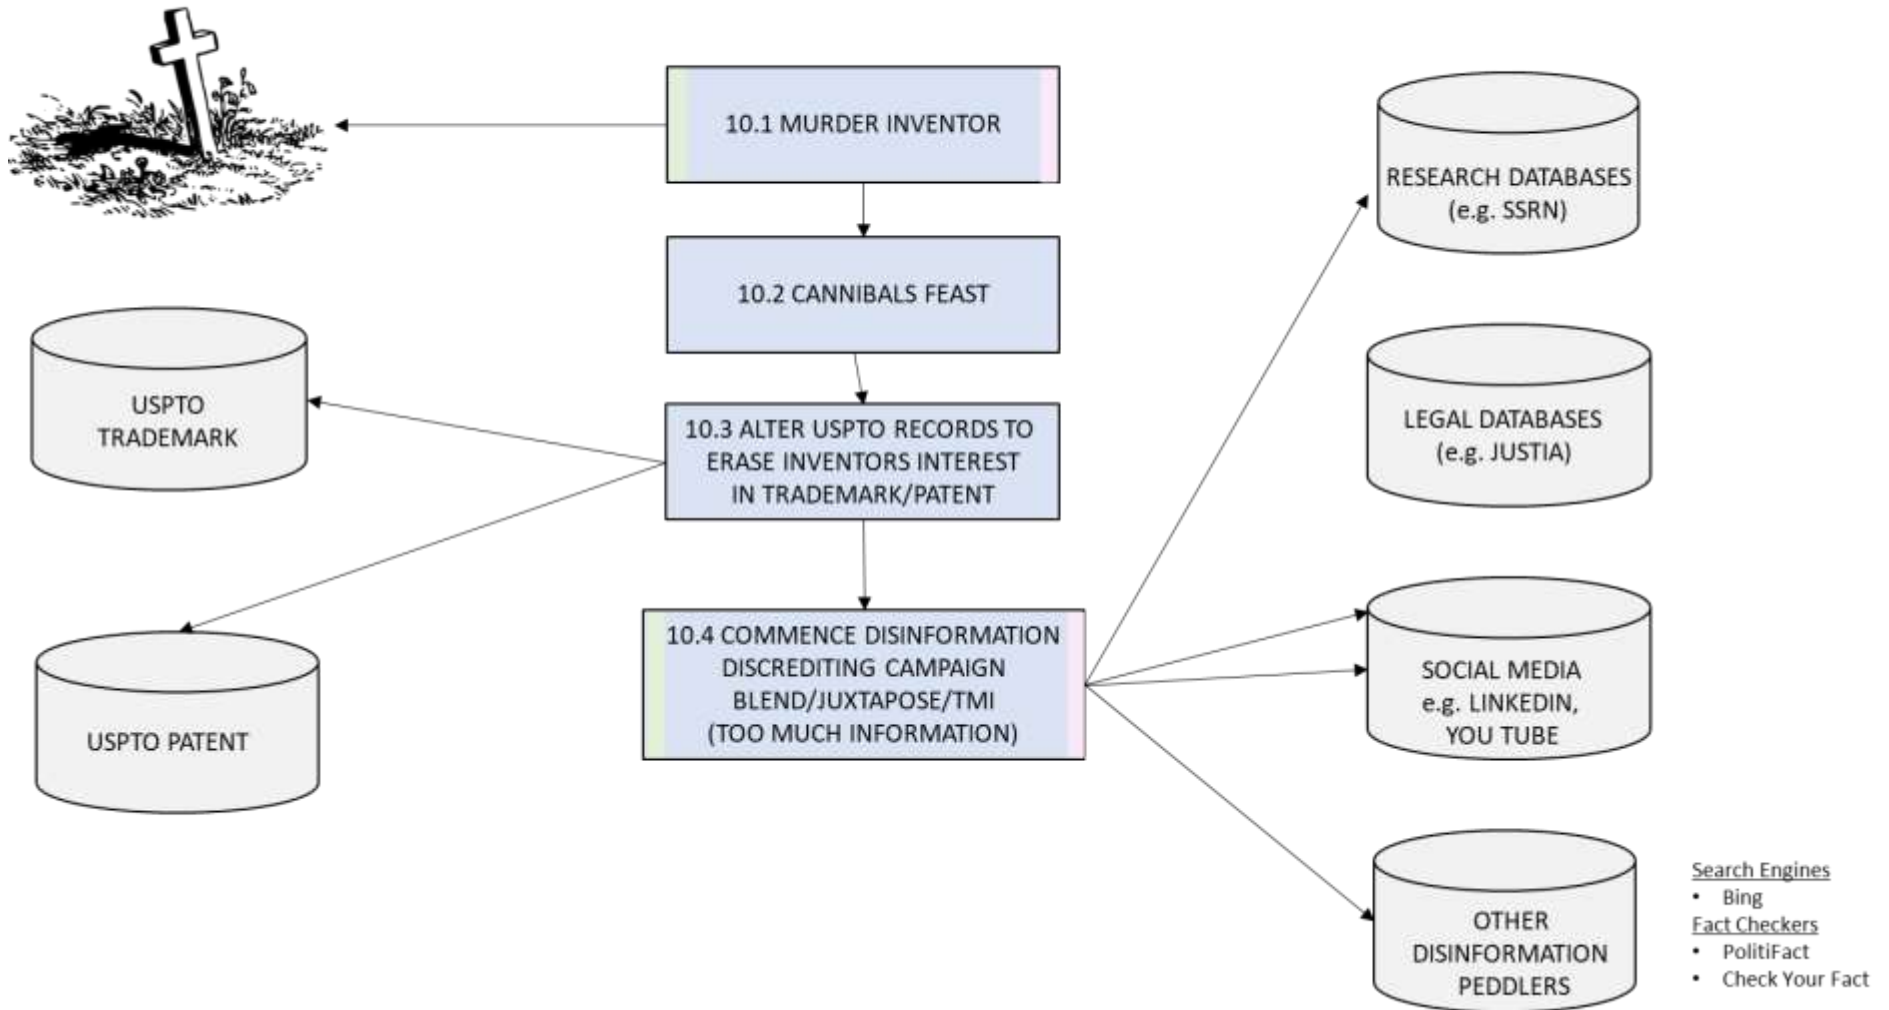 10.1 MURDER INVENTOR
10.2 CANNIBALS FEAST
10.3 ALTER USPTO RECORDS TO
ERASE INVENTORS INTEREST
IN TRADEMARK/PATENT
10.4 COMMENCE DISINFORMATION
DISCREDITING CAMPAIGN
BLEND/JUXTAPOSE/TMI
(TOO MUCH INFORMATION)
USPTO
TRADEMARK
USPTO PATENT
RESEARCH DATABASES
(e.g. SSRN)
LEGAL DATABASES
(e.g. JUSTIA)
SOCIAL MEDIA
e.g. LINKEDIN,
YOU TUBE
OTHER
DISINFORMATION
PEDDLERS
Search Engines
• Bing
Fact Checkers
• PolitiFact
• Check Your Fact